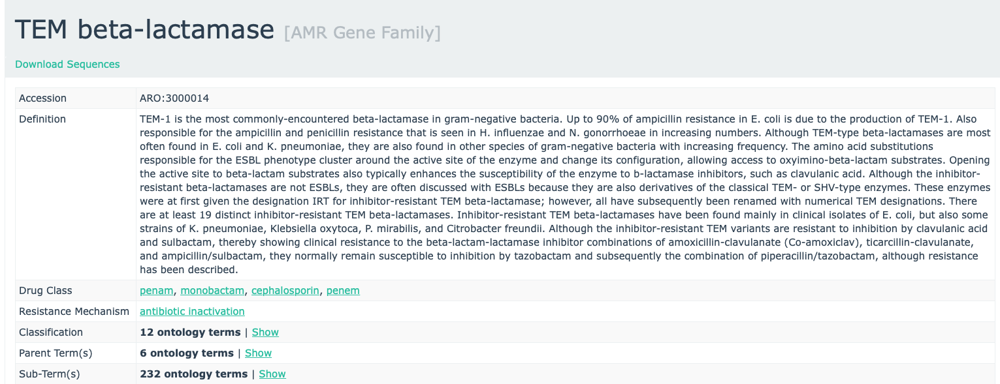 TEM beta-lactamase [AMR Gene Family]
Download Sequences
Accession ARO:3000014
Definition TEM-1 is the most commonly-encountered beta-lactamase in gram-negative bacteria. Up to 90% of ampicillin resistance in E. coli is due to the production of TEM-1. Also
responsible for the ampicillin and penicillin resistance that is seen in H. influenzae and N. gonorrhoeae in increasing numbers. Although TEM-type beta-lactamases are most
often found in E. coli and K. pneumoniae, they are also found in other species of gram-negative bacteria with increasing frequency. The amino acid substitutions
responsible for the ESBL phenotype cluster around the active site of the enzyme and change its configuration, allowing access to oxyimino-beta-lactam substrates. Opening
the active site to beta-lactam substrates also typically enhances the susceptibility of the enzyme to b-lactamase inhibitors, such as clavulanic acid. Although the inhibitor-
resistant beta-lactamases are not ESBLs, they are often discussed with ESBLs because they are also derivatives of the classical TEM- or SHV-type enzymes. These enzymes
were at first given the designation IRT for inhibitor-resistant TEM beta-lactamase; however, all have subsequently been renamed with numerical TEM designations. There
are at least 19 distinct inhibitor-resistant TEM beta-lactamases. Inhibitor-resistant TEM beta-lactamases have been found mainly in clinical isolates of E. coli, but also some
strains of K. pneumoniae, Klebsiella oxytoca, P. mirabilis, and Citrobacter freundii. Although the inhibitor-resistant TEM variants are resistant to inhibition by clavulanic acid
and sulbactam, thereby showing clinical resistance to the beta-lactam-lactamase inhibitor combinations of amoxicillin-clavulanate (Co-amoxiclav), ticarcillin-clavulanate,
and ampicillin/sulbactam, they normally remain susceptible to inhibition by tazobactam and subsequently the combination of piperacillin/tazobactam, although resistance
has been described.
Drug Class penam, monobactam, cephalosporin, penem
Resistance Mechanism antibiotic inactivation
Classification 12 ontology terms | Show
Parent Term(s) 6 ontology terms | Show
Sub-Term(s) 232 ontology terms | Show